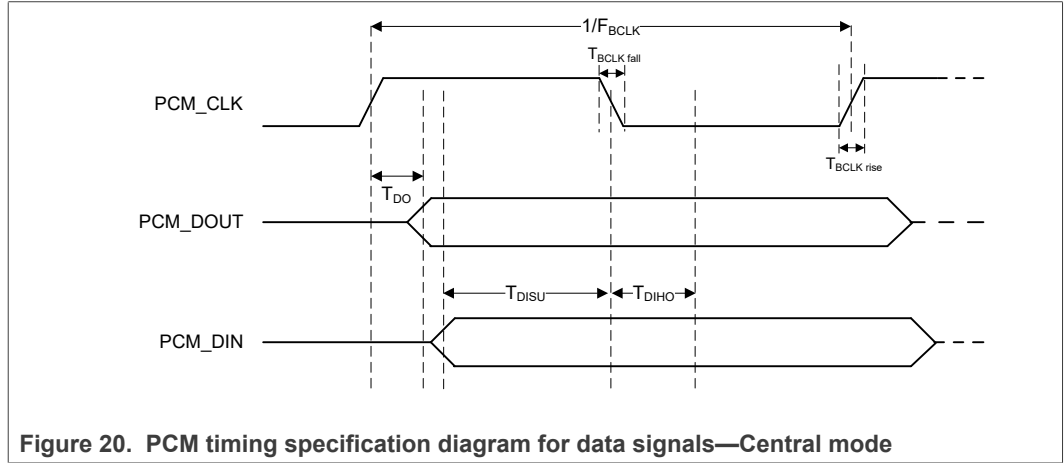 1/FBCLK
TBCLK fall
PCM_CLK
TBCLK rise
TDO
PCM_DOUT
TDISU
TDIHO
PCM_DIN
Figure 20. PCM timing specification diagram for data signals—Central mode